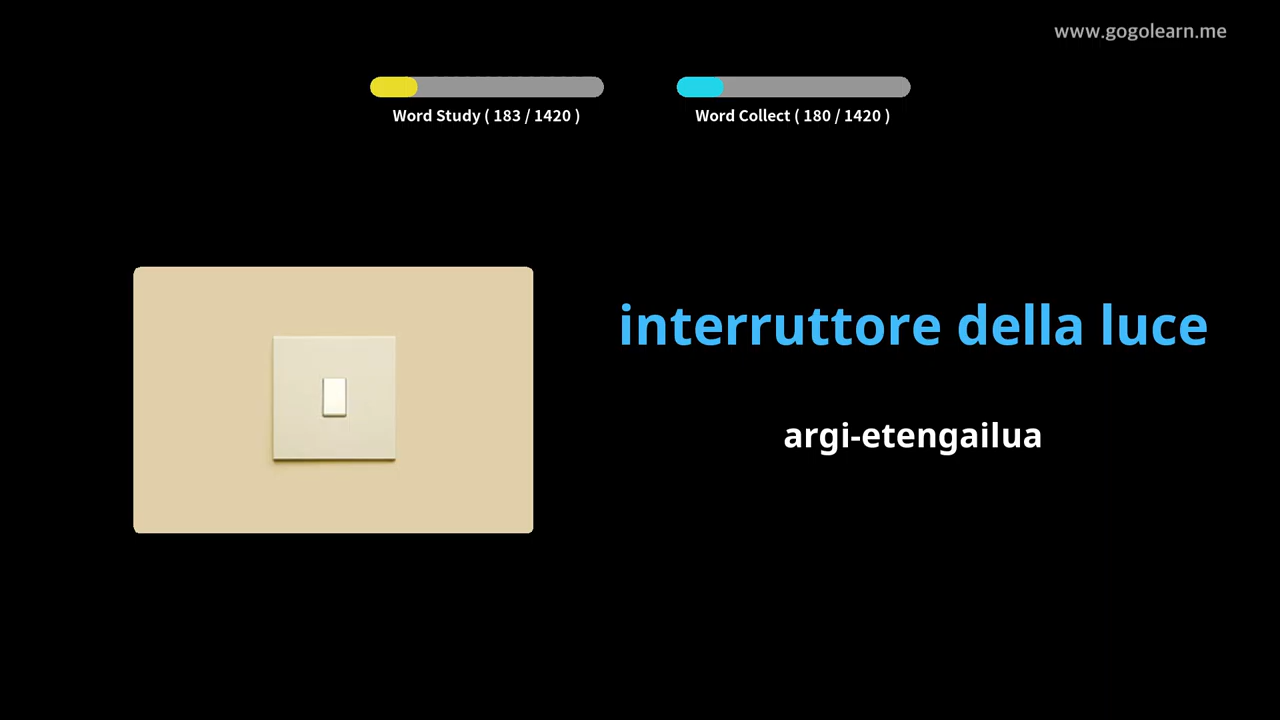 www.gogolearn.me
Word Study ( 183 / 1420 )
Word Collect ( 180 / 1420 )
interruttore della luce
argi-etengailua